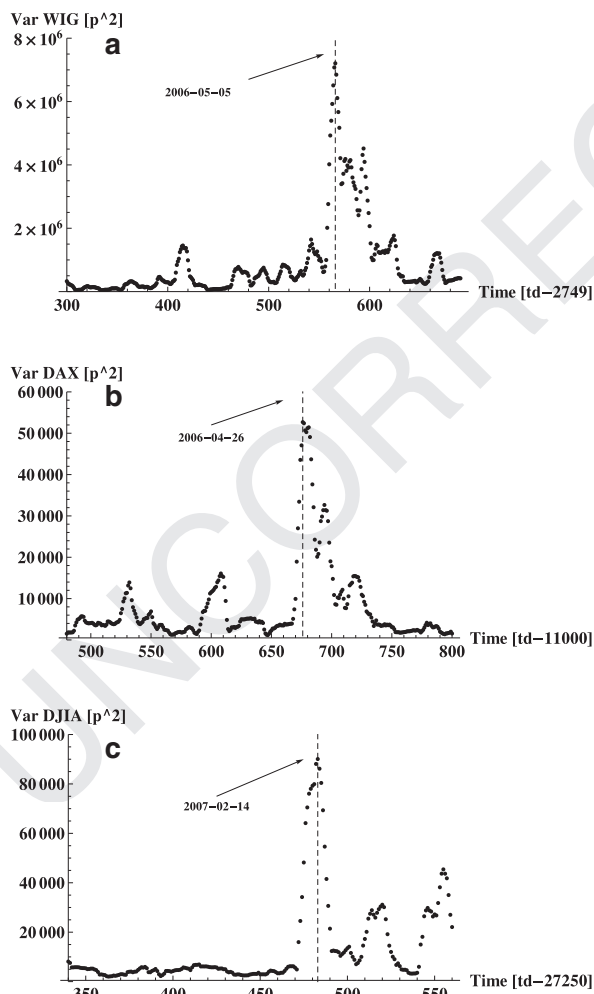 Var WIG [p^2]
a
8×10^6
2006–05–05
6×10^6
4×10^6
2×10^6
300 400 500 600
Time [td–2749]
Var DAX [p^2]
b
60 000
50 000
2006–04–26
40 000
30 000
20 000
10 000
500 550 600 650 700 750 800
Time [td–11000]
Var DJIA [p^2]
c
100 000
80 000
2007–02–14
60 000
40 000
20 000
350 400 450 500 550
Time [td–27250]
UNCORREC